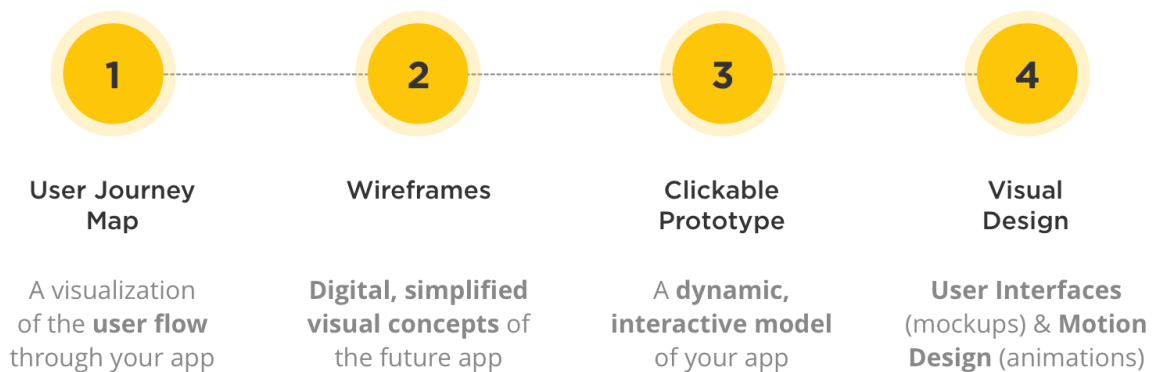 1
2
3
4
User Journey
Map
Wireframes
Clickable
Prototype
Visual
Design
A visualization
of the user flow
through your app
Digital, simplified
visual concepts of
the future app
A dynamic,
interactive model
of your app
User Interfaces
(mockups) & Motion
Design (animations)